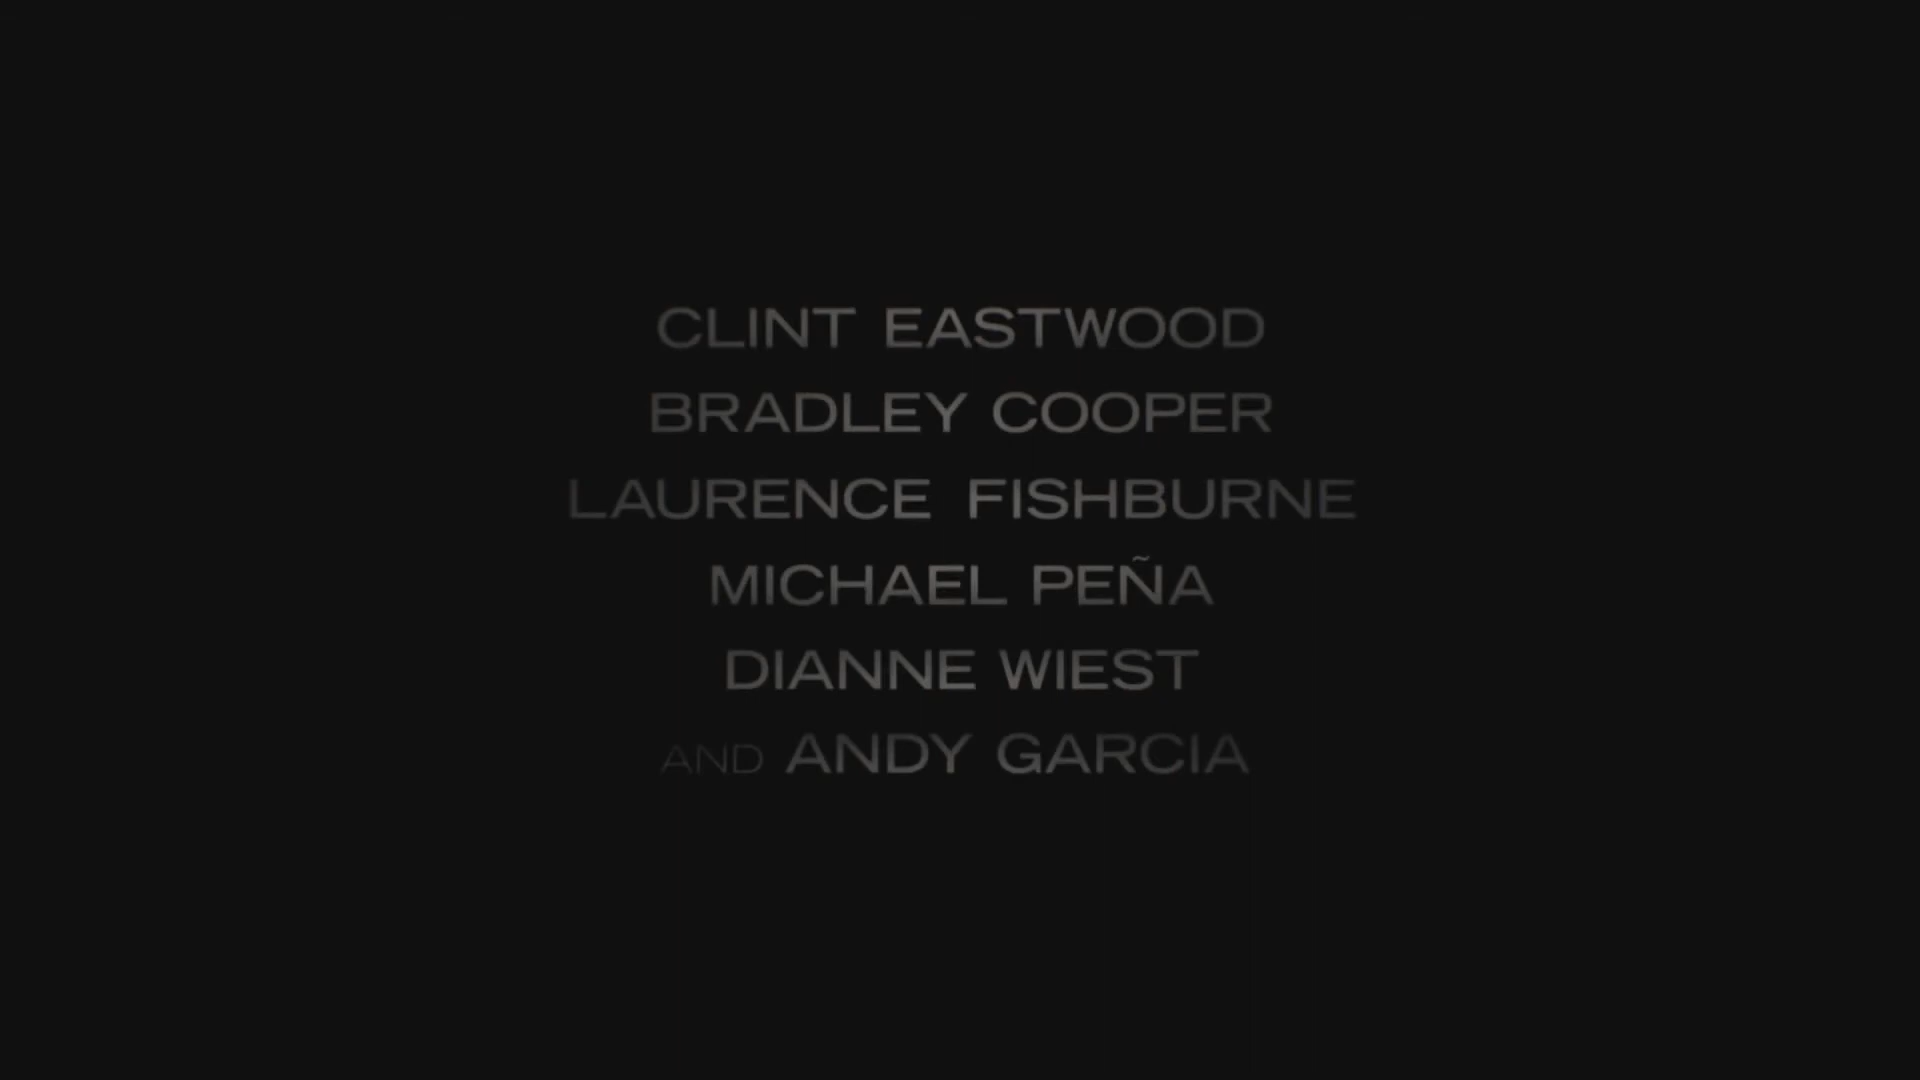 CLINT EASTWOOD
BRADLEY COOPER
LAURENCE FISHBURNE
MICHAEL PEÑA
DIANNE WIEST
AND ANDY GARCIA